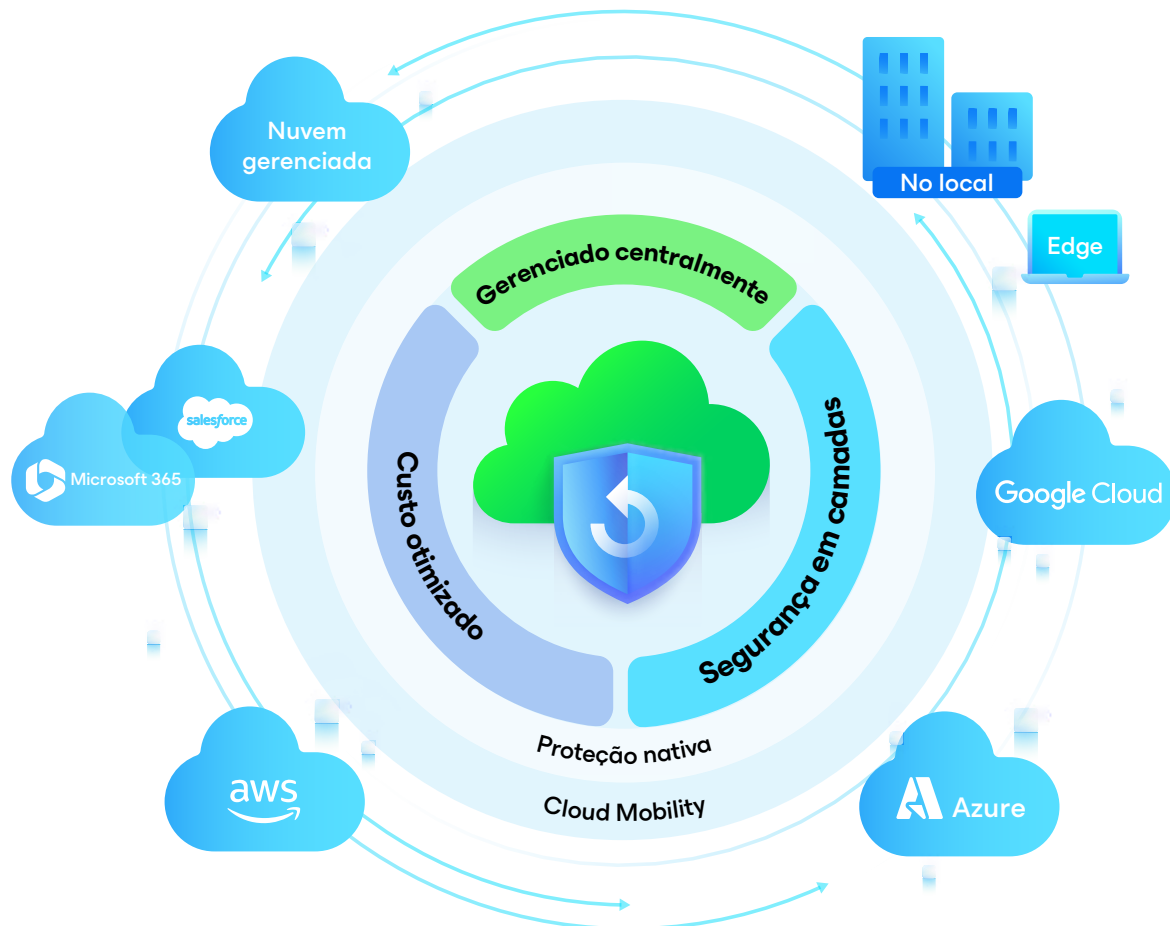 Nuvem
gerenciada
No local
Edge
Gerenciado centralmente
salesforce
Microsoft 365
Custo otimizado
Segurança em camadas
Google Cloud
Proteção nativa
Cloud Mobility
aws
Azure